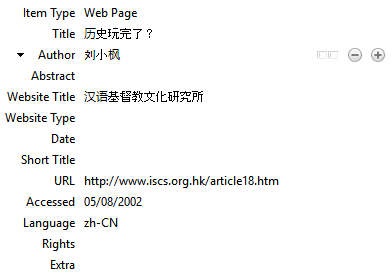 Item Type Web Page
Title 历史玩完了？
Author 刘小枫
Abstract
Website Title 汉语基督教文化研究所
Website Type
Date
Short Title
URL http://www.iscs.org.hk/article18.htm
Accessed 05/08/2002
Language zh-CN
Rights
Extra